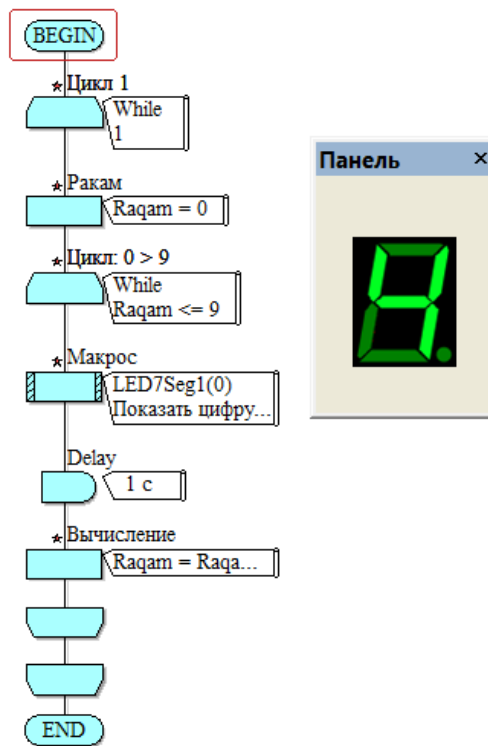 BEGIN
Цикл 1
While
1
Ракам
Raqam = 0
Цикл: 0 > 9
While
Raqam <= 9
Макрос
LED7Seg1(0)
Показать цифру...
Delay
1 с
Вычисление
Raqam = Raqa...
END
Панель
4